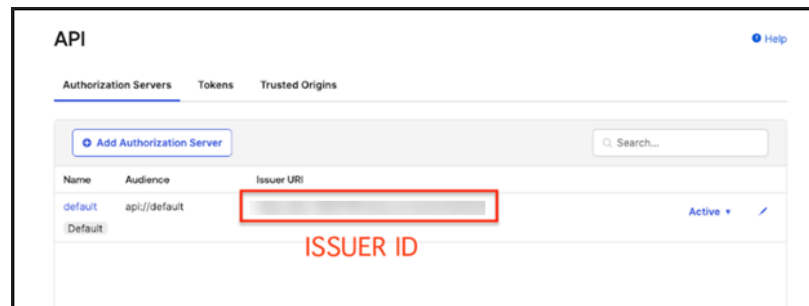 API
Help
Authorization Servers Tokens Trusted Origins
Add Authorization Server
Search...
Name Audience Issuer URI
default api://default
Active
Default
ISSUER ID